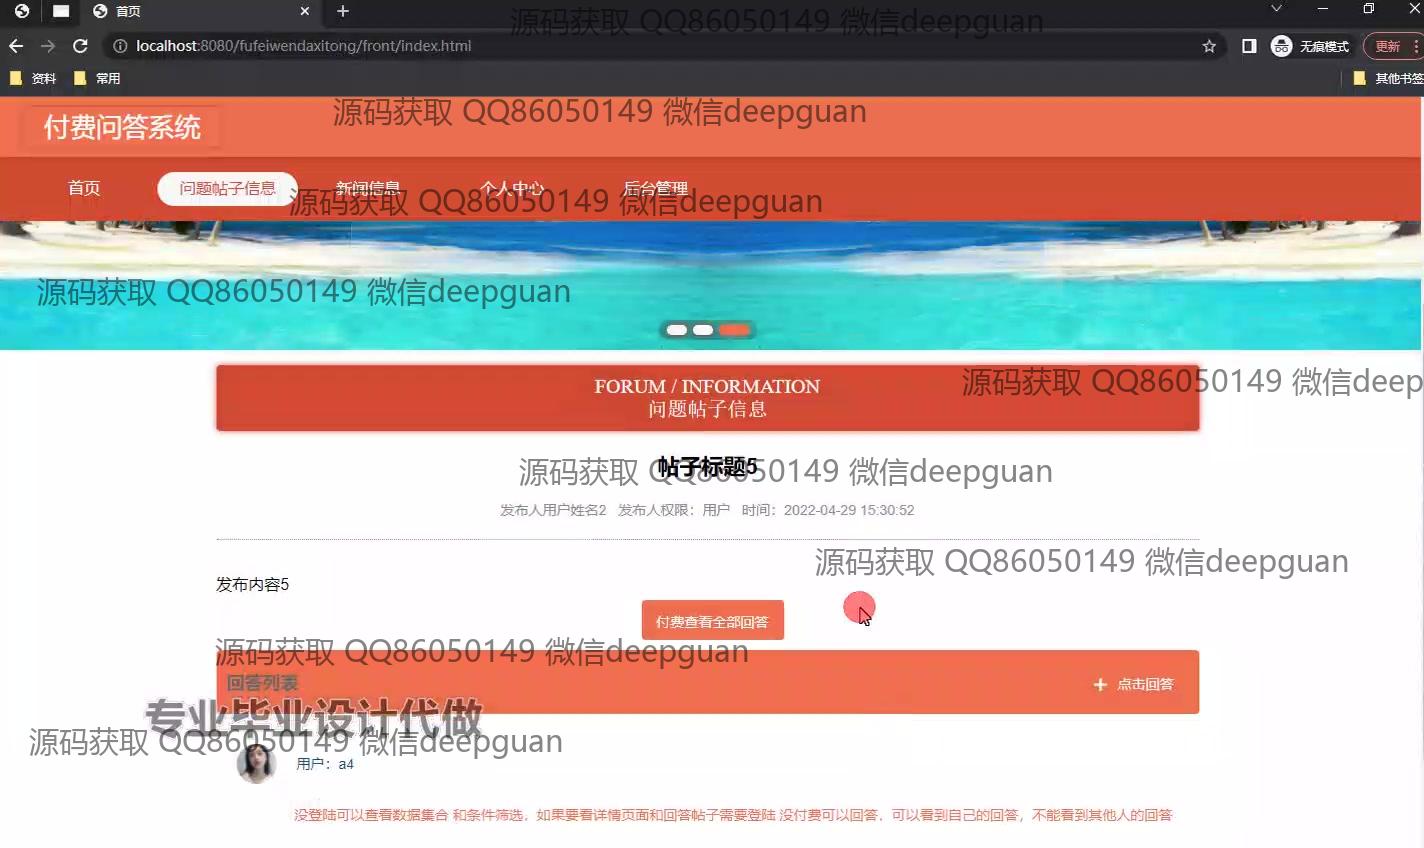 首页
源码获取 QQ86050149 微信deepguan
localhost:8080/fufeiwendaxitong/front/index.html
无痕模式
更新
资料
常用
其他书签
付费问答系统
源码获取 QQ86050149 微信deepguan
首页
问题帖子信息
新闻信息
个人中心
后台管理
源码获取 QQ86050149 微信deepguan
源码获取 QQ86050149 微信deepguan
FORUM / INFORMATION
问题帖子信息
源码获取 QQ86050149 微信deep
帖子标题5
源码获取 QQ86050149 微信deepguan
发布人用户姓名2 发布人权限：用户 时间：2022-04-29 15:30:52
源码获取 QQ86050149 微信deepguan
发布内容5
付费查看全部回答
源码获取 QQ86050149 微信deepguan
回答列表
点击回答
专业毕业设计代做
源码获取 QQ86050149 微信deepguan
用户：a4
没登陆可以查看数据集合 和条件筛选，如果要看详情页面和回答帖子需要登陆 没付费可以回答，可以看到自己的回答，不能看到其他人的回答